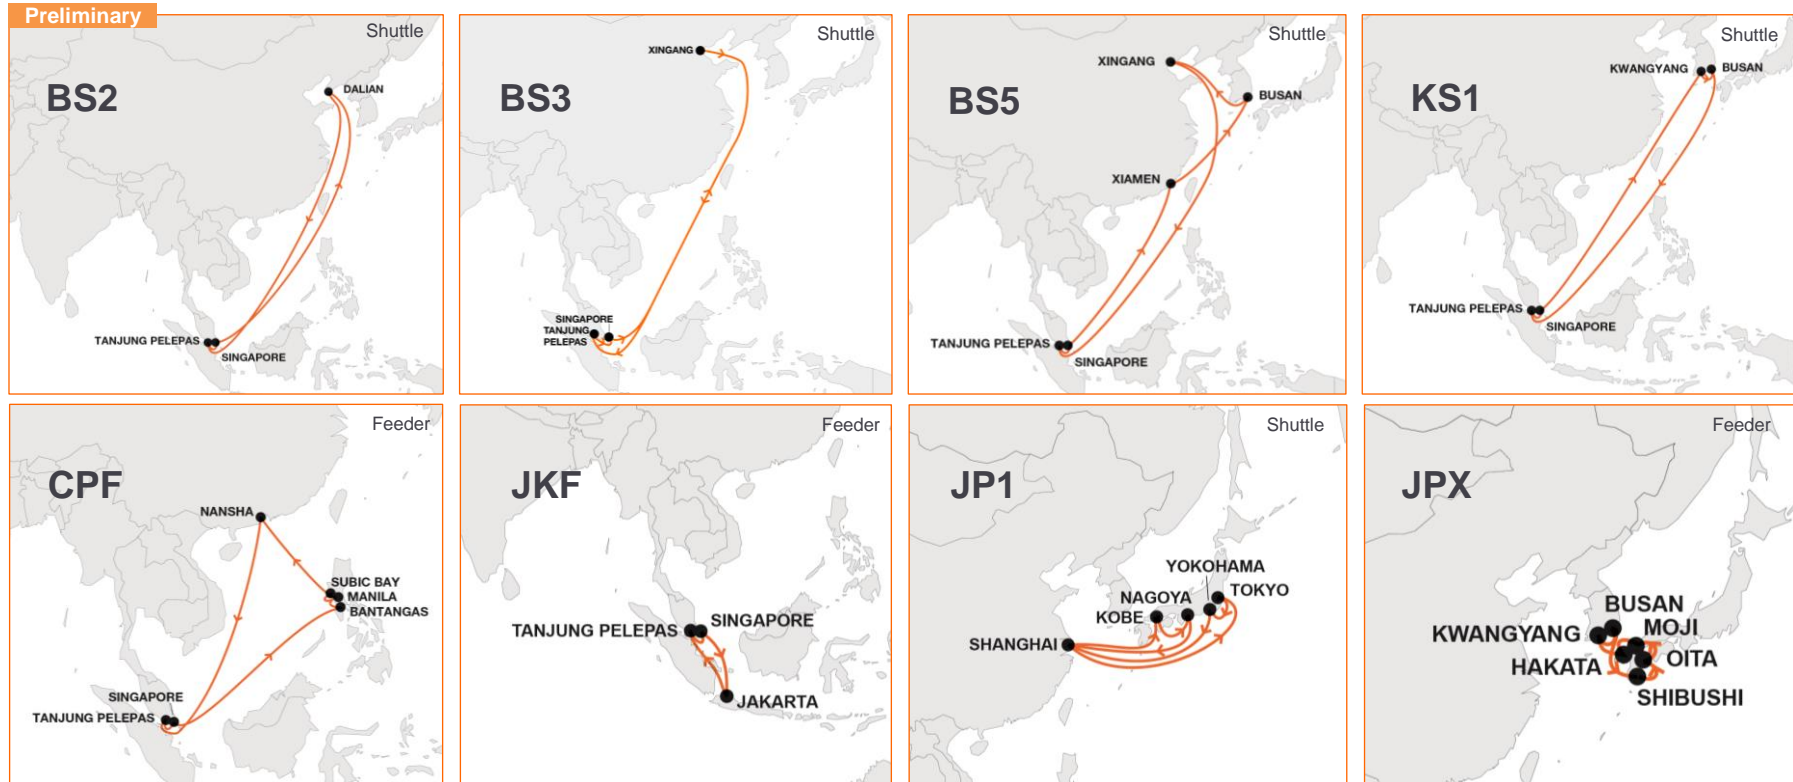 Preliminary
Shuttle
BS2
DALIAN
TANJUNG PELEPAS
SINGAPORE
Shuttle
BS3
XINGANG
SINGAPORE
TANJUNG
PELEPAS
Shuttle
BS5
XINGANG
BUSAN
XIAMEN
TANJUNG PELEPAS
SINGAPORE
Shuttle
KS1
KWANGYANG
BUSAN
TANJUNG PELEPAS
SINGAPORE
Feeder
CPF
NANSHA
SUBIC BAY
MANILA
BANTANGAS
SINGAPORE
TANJUNG PELEPAS
Feeder
JKF
TANJUNG PELEPAS
SINGAPORE
JAKARTA
Shuttle
JP1
YOKOHAMA
NAGOYA
TOKYO
KOBE
SHANGHAI
Feeder
JPX
BUSAN
KWANGYANG
MOJI
HAKATA
OITA
SHIBUSHI